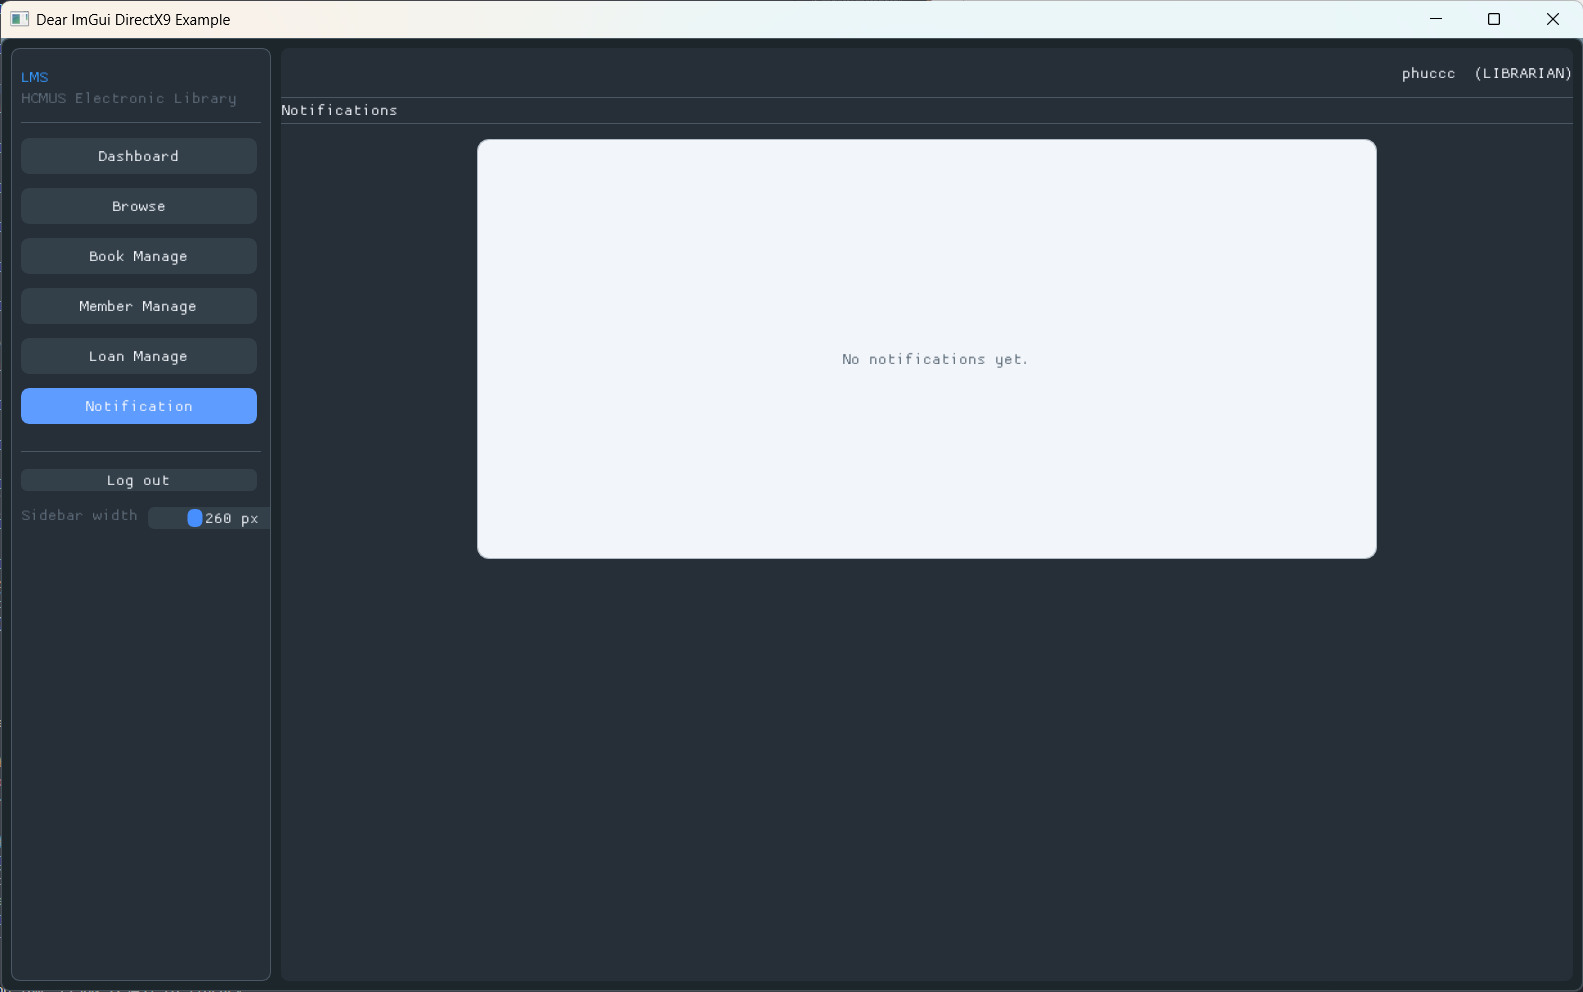 Dear ImGui DirectX9 Example
LMS
HCMUS Electronic Library
Dashboard
Browse
Book Manage
Member Manage
Loan Manage
Notification
Log out
Sidebar width 260 px
phuccc (LIBRARIAN)
Notifications
No notifications yet.